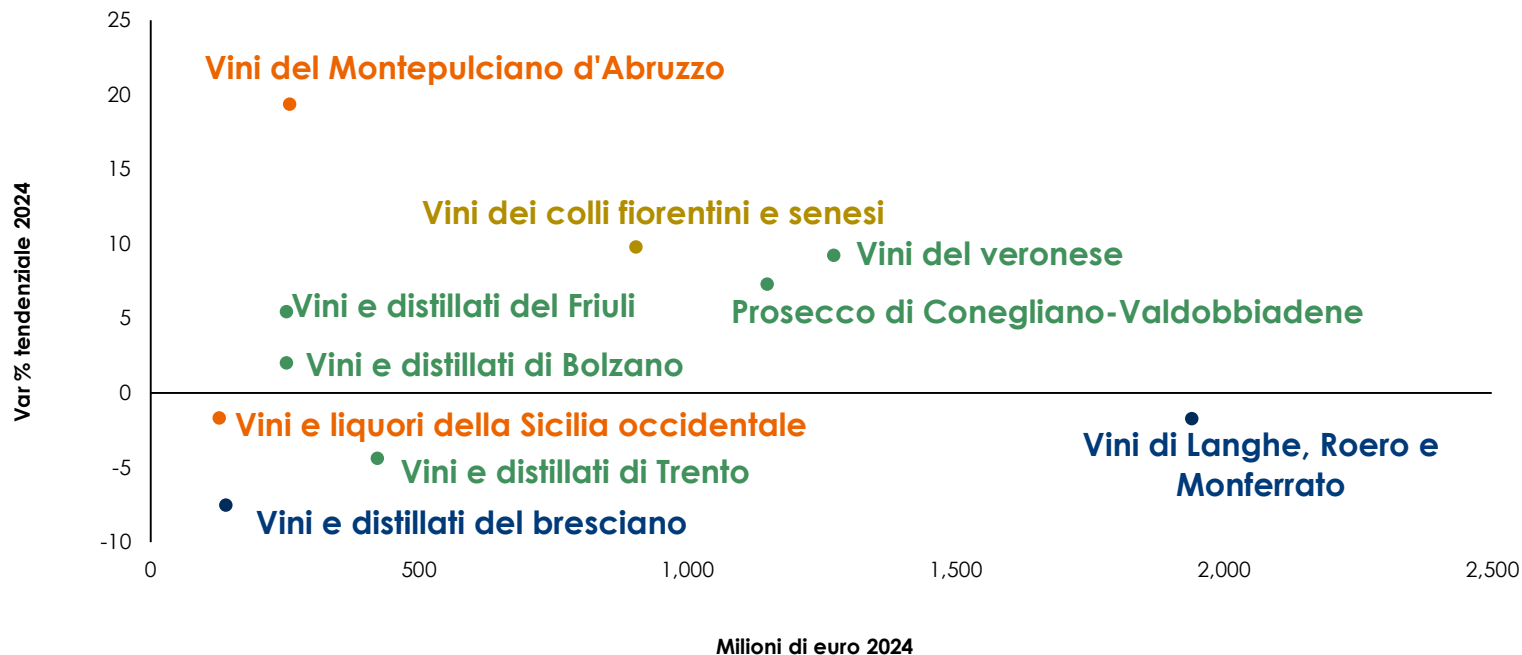 25
Vini del Montepulciano d'Abruzzo
20
15
Vini dei colli fiorentini e senesi
10
Vini del veronese
Vini e distillati del Friuli
Prosecco di Conegliano-Valdobbiadene
5
Vini e distillati di Bolzano
0
Vini e liquori della Sicilia occidentale
Vini di Langhe, Roero e
Monferrato
-5
Vini e distillati di Trento
Vini e distillati del bresciano
-10
Var % tendenziale 2024
0
500
1,000
1,500
2,000
2,500
Milioni di euro 2024